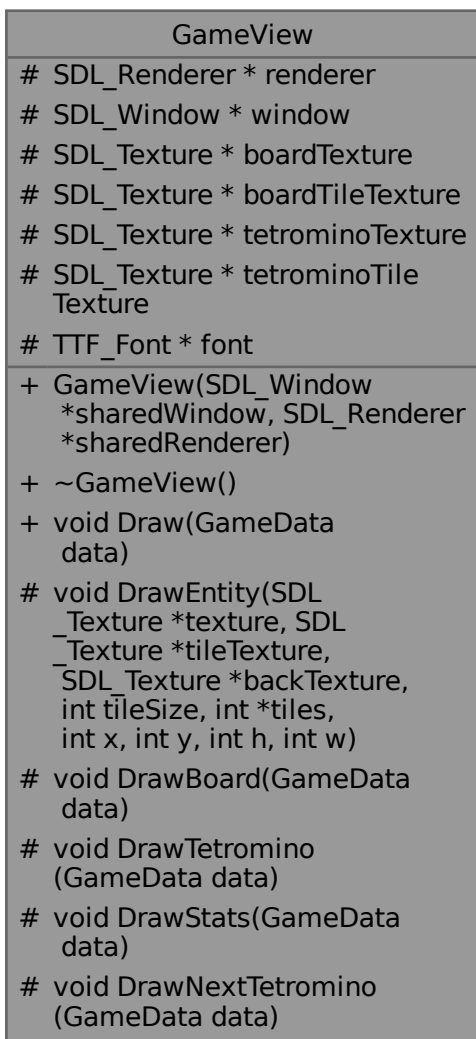 GameView
# SDL_Renderer * renderer
# SDL_Window * window
# SDL_Texture * boardTexture
# SDL_Texture * boardTileTexture
# SDL_Texture * tetrominoTexture
# SDL_Texture * tetrominoTile
Texture
# TTF_Font * font
+ GameView(SDL_Window
*sharedWindow, SDL_Renderer
*sharedRenderer)
+ ~GameView()
+ void Draw(GameData
data)
# void DrawEntity(SDL
_Texture *texture, SDL
_Texture *tileTexture,
SDL_Texture *backTexture,
int tileSize, int *tiles,
int x, int y, int h, int w)
# void DrawBoard(GameData
data)
# void DrawTetromino
(GameData data)
# void DrawStats(GameData
data)
# void DrawNextTetromino
(GameData data)